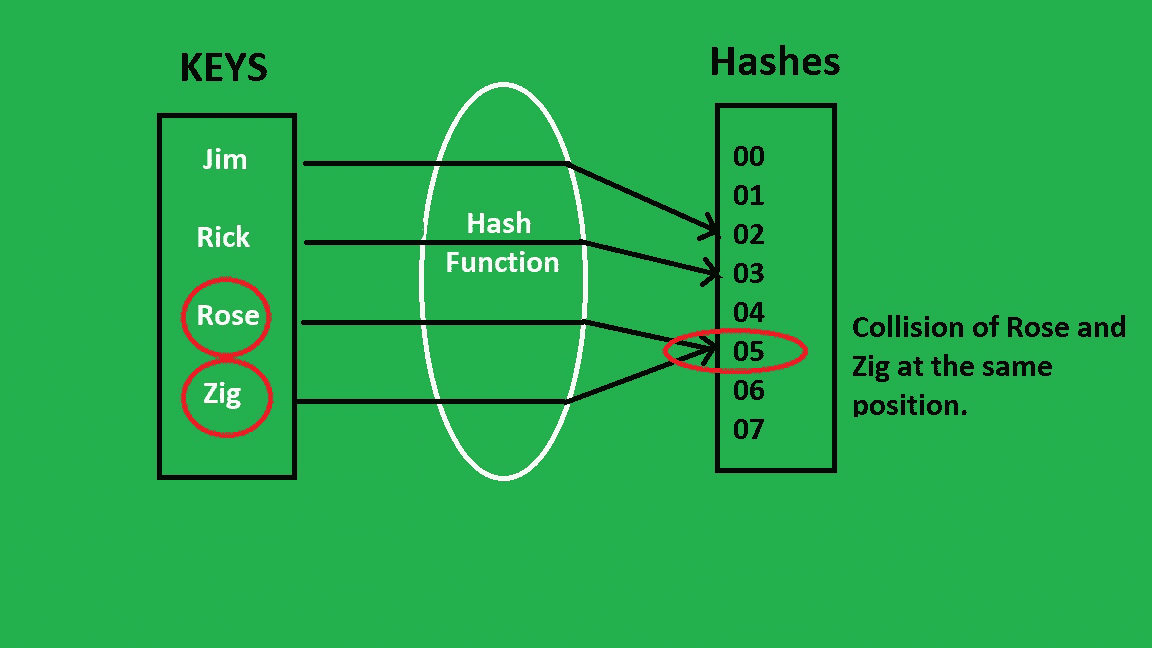 KEYS
Hashes
Jim
Rick
Rose
Zig
Hash
Function
00
01
02
03
04
05
06
07
Collision of Rose and
Zig at the same
position.